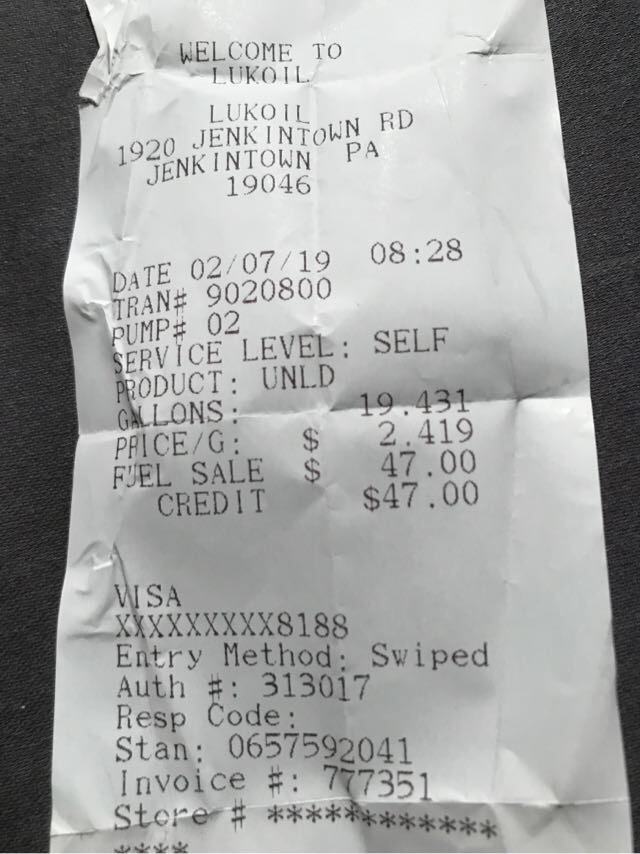 WELCOME TO
LUKOIL
LUKOIL
1920 JENKINTOWN RD
JENKINTOWN PA
19046
DATE 02/07/19 08:28
TRAN# 9020800
PUMP# 02
SERVICE LEVEL: SELF
PRODUCT: UNLD
GALLONS: 19.431
PRICE/G: $ 2.419
FUEL SALE $ 47.00
CREDIT $47.00
VISA
XXXXXXXXX8188
Entry Method: Swiped
Auth #: 313017
Resp Code:
Stan: 0657592041
Invoice #: 777351
Store # ************
****